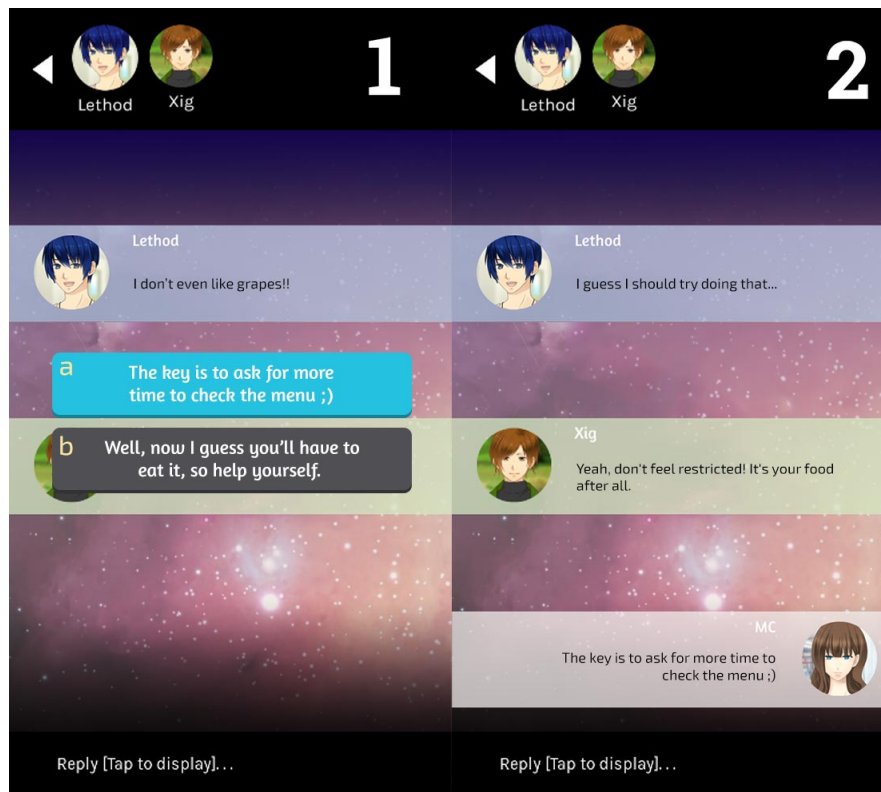 Lethod
Xig
1
Lethod
I don't even like grapes!!
a
The key is to ask for more
time to check the menu ;)
b
Well, now I guess you'll have to
eat it, so help yourself.
Reply [Tap to display]...
Lethod
Xig
2
Lethod
I guess I should try doing that...
Xig
Yeah, don't feel restricted! It's your food
after all.
MC
The key is to ask for more time to
check the menu ;)
Reply [Tap to display]...